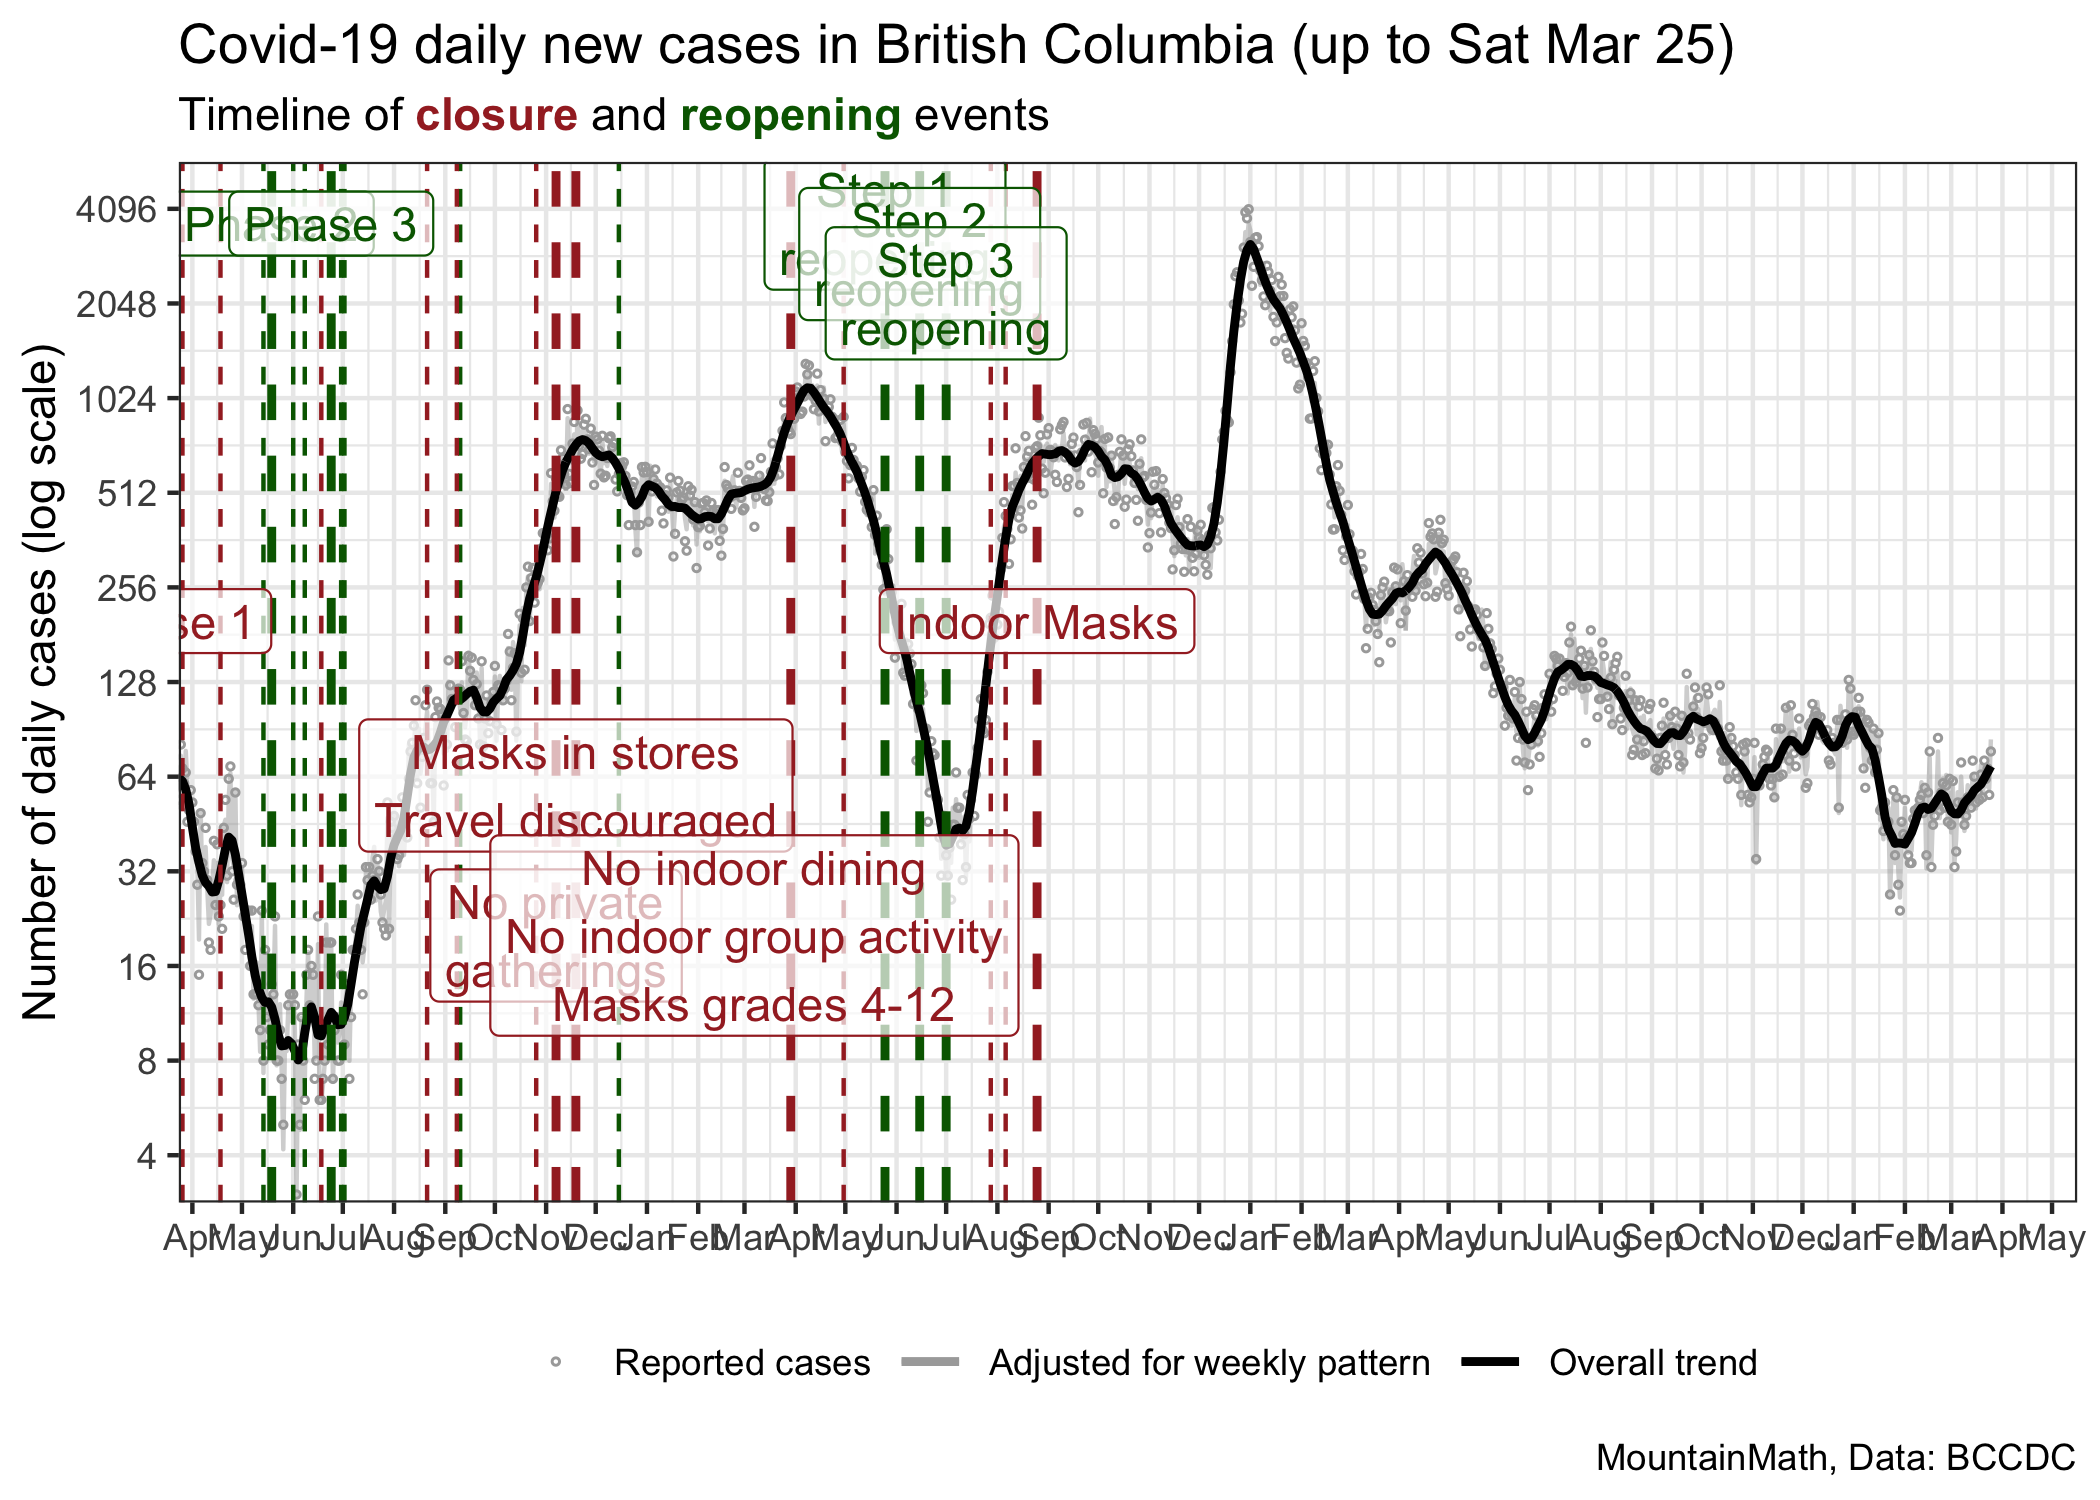 Covid-19 daily new cases in British Columbia (up to Sat Mar 25)
Timeline of closure and reopening events
Number of daily cases (log scale)
4096
2048
1024
512
256
128
64
32
16
8
4
Phase 2
Phase 3
Step 1
reopening
Step 2
reopening
Step 3
reopening
se 1
Indoor Masks
Masks in stores
Travel discouraged
No private
gatherings
No indoor dining
No indoor group activity
Masks grades 4-12
Apr May Jun Jul Aug Sep Oct Nov Dec Jan Feb Mar Apr May Jun Jul Aug Sep Oct Nov Dec Jan Feb Mar Apr May Jun Jul Aug Sep Oct Nov Dec Jan Feb Mar Apr May
Reported cases Adjusted for weekly pattern Overall trend
MountainMath, Data: BCCDC